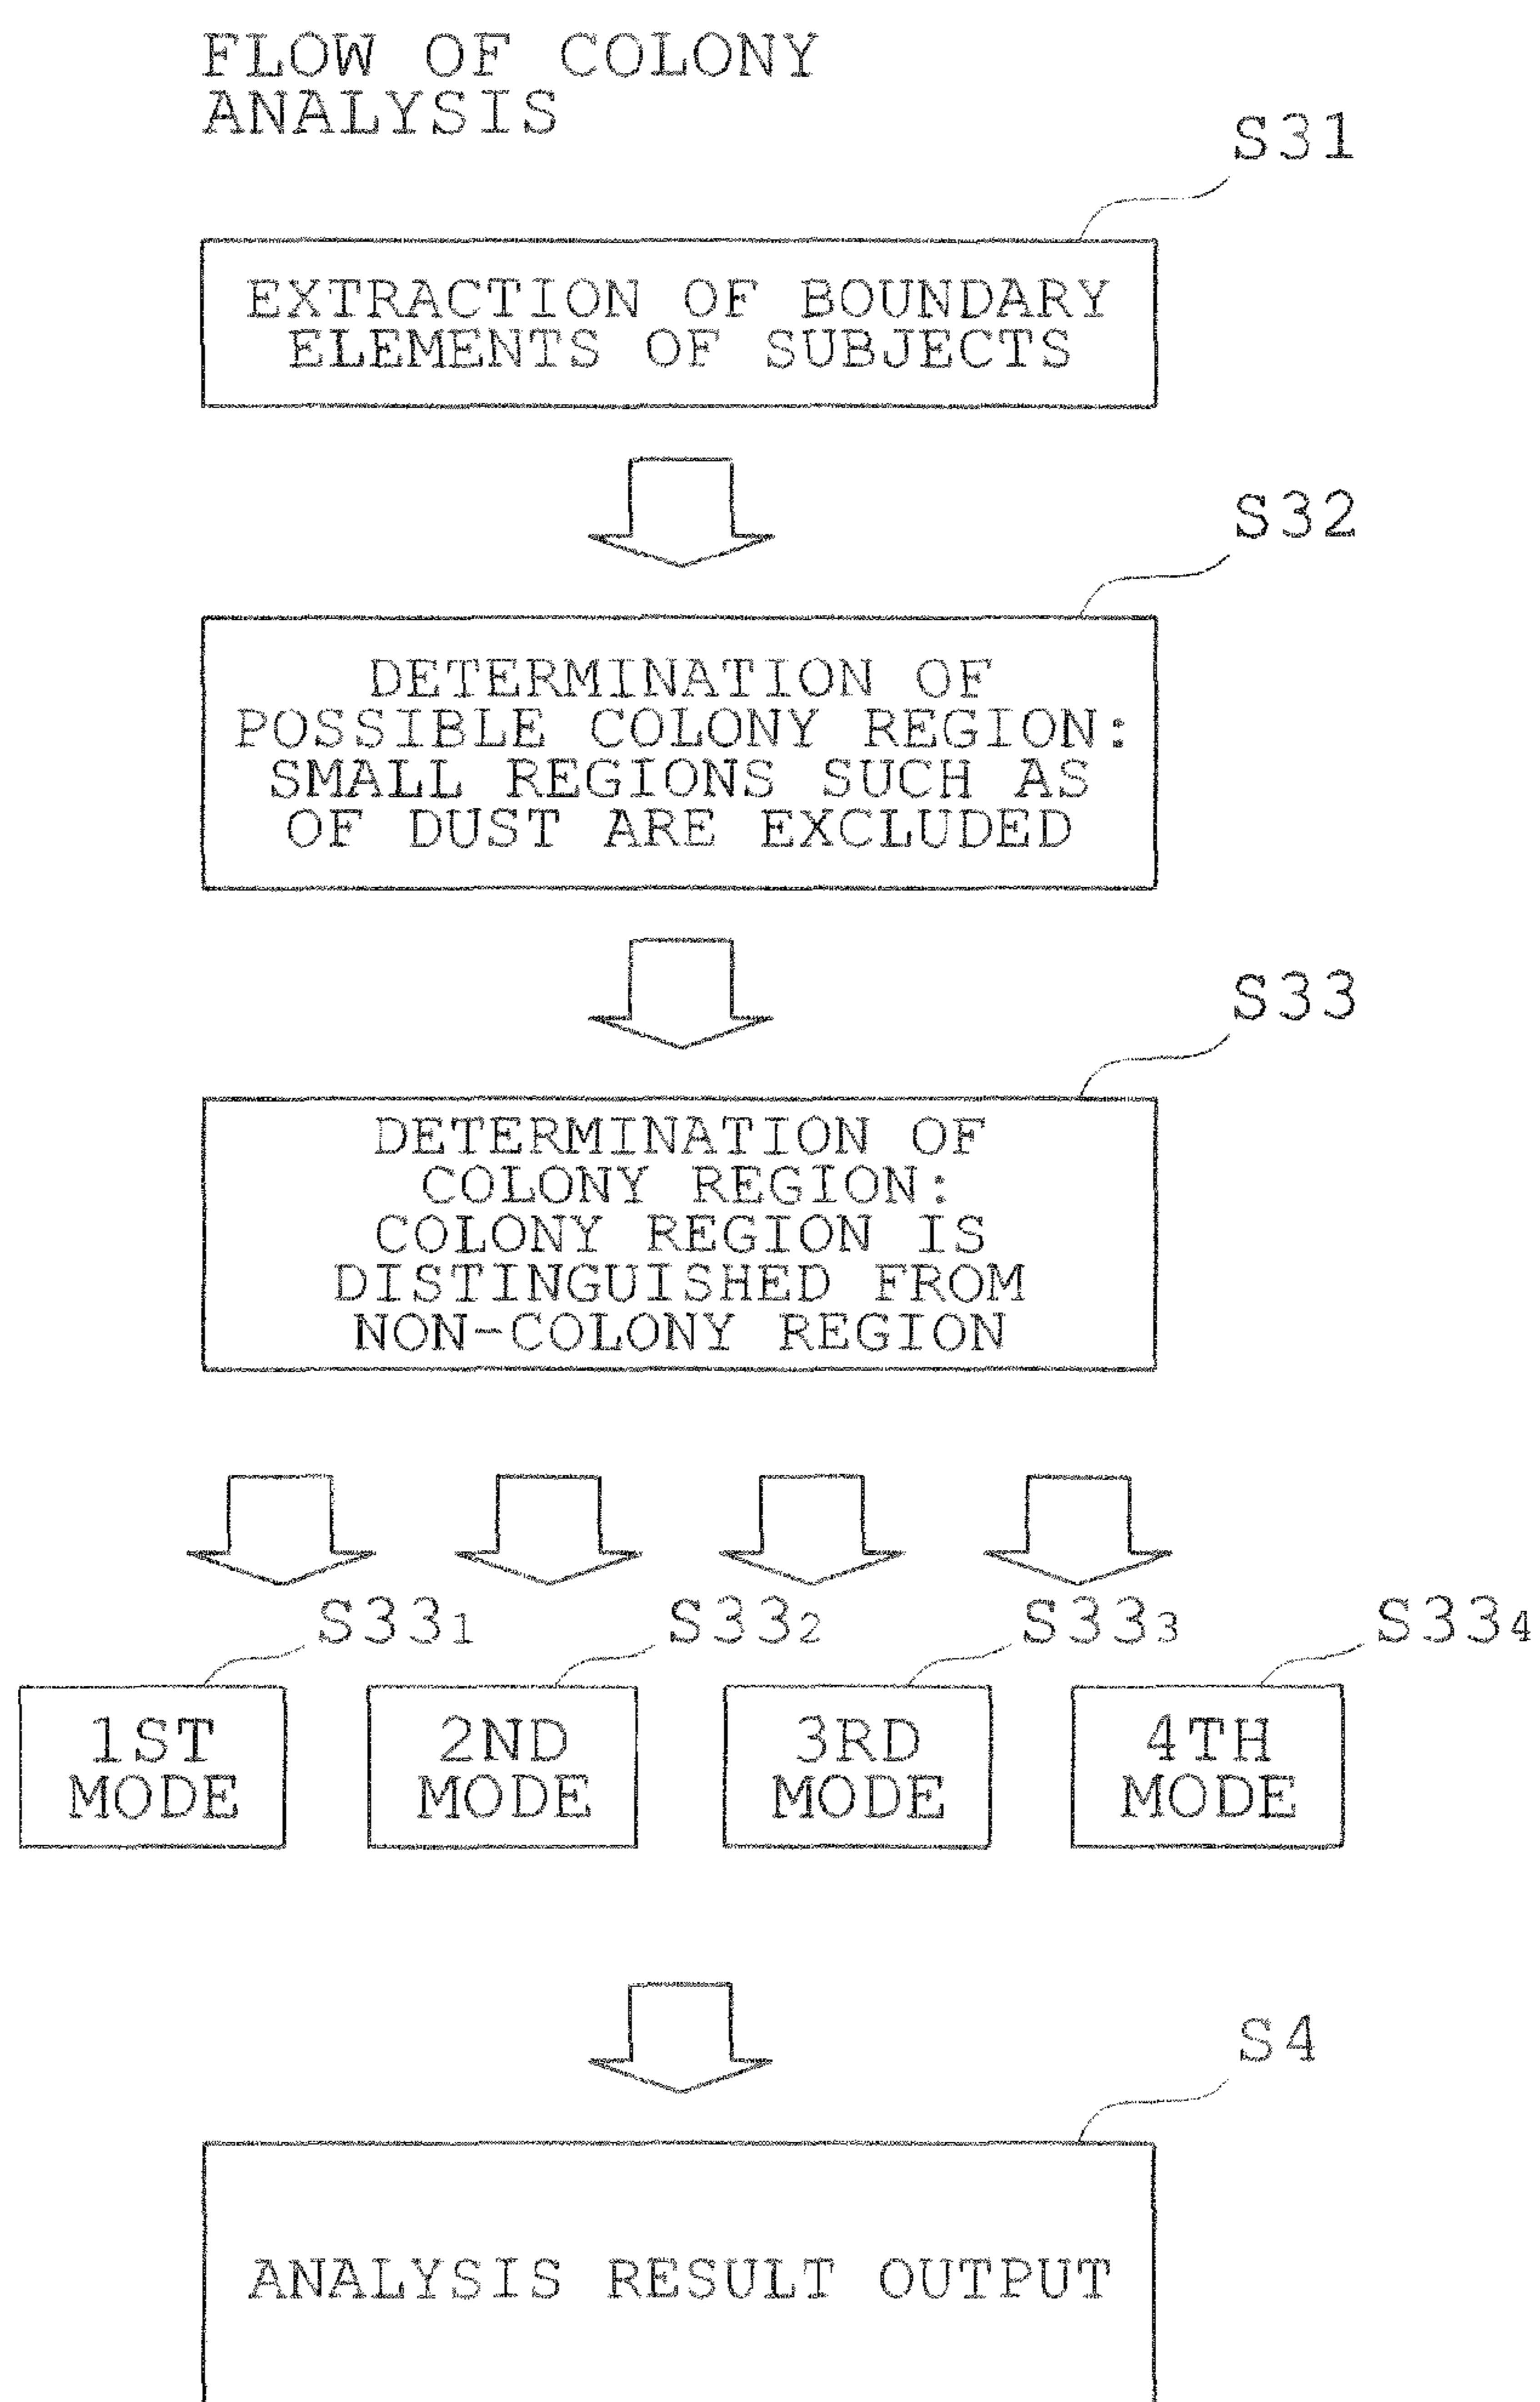 FLOW OF COLONY
ANALYSIS
S31
EXTRACTION OF BOUNDARY
ELEMENTS OF SUBJECTS
S32
DETERMINATION OF
POSSIBLE COLONY REGION:
SMALL REGIONS SUCH AS
OF DUST ARE EXCLUDED
S33
DETERMINATION OF
COLONY REGION:
COLONY REGION IS
DISTINGUISHED FROM
NON-COLONY REGION
S331 S332 S333 S334
1ST
MODE
2ND
MODE
3RD
MODE
4TH
MODE
S4
ANALYSIS RESULT OUTPUT